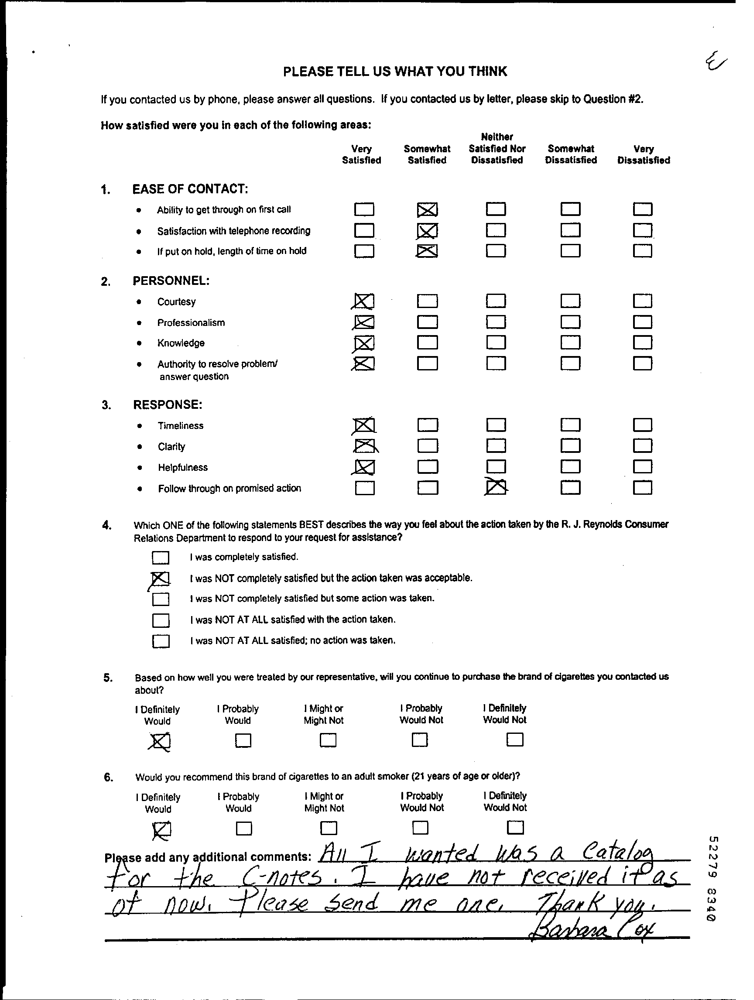 PLEASE TELL US WHAT YOU THINK
If you contacted us by phone, please answer all questions. If you contacted us by letter, please skip to Question #2.
How satisfied were you in each of the following areas:
Very Satisfied Somewhat Satisfied Neither Satisfied Nor Dissatisfied Somewhat Dissatisfied Very Dissatisfied
1. EASE OF CONTACT:
• Ability to get through on first call
• Satisfaction with telephone recording
• If put on hold, length of time on hold
2. PERSONNEL:
• Courtesy
• Professionalism
• Knowledge
• Authority to resolve problem/
answer question
3. RESPONSE:
• Timeliness
• Clarity
• Helpfulness
• Follow through on promised action
4. Which ONE of the following statements BEST describes the way you feel about the action taken by the R. J. Reynolds Consumer
Relations Department to respond to your request for assistance?
I was completely satisfied.
I was NOT completely satisfied but the action taken was acceptable.
I was NOT completely satisfied but some action was taken.
I was NOT AT ALL satisfied with the action taken.
I was NOT AT ALL satisfied; no action was taken.
5. Based on how well you were treated by our representative, will you continue to purchase the brand of cigarettes you contacted us
about?
I Definitely Would I Probably Would I Might or Might Not I Probably Would Not I Definitely Would Not
6. Would you recommend this brand of cigarettes to an adult smoker (21 years of age or older)?
I Definitely Would I Probably Would I Might or Might Not I Probably Would Not I Definitely Would Not
Please add any additional comments: All I wanted was a Catalog
for the C-notes. I have not received it as
of now. Please send me one. Thank you.
Barbara Cox
52279 8340